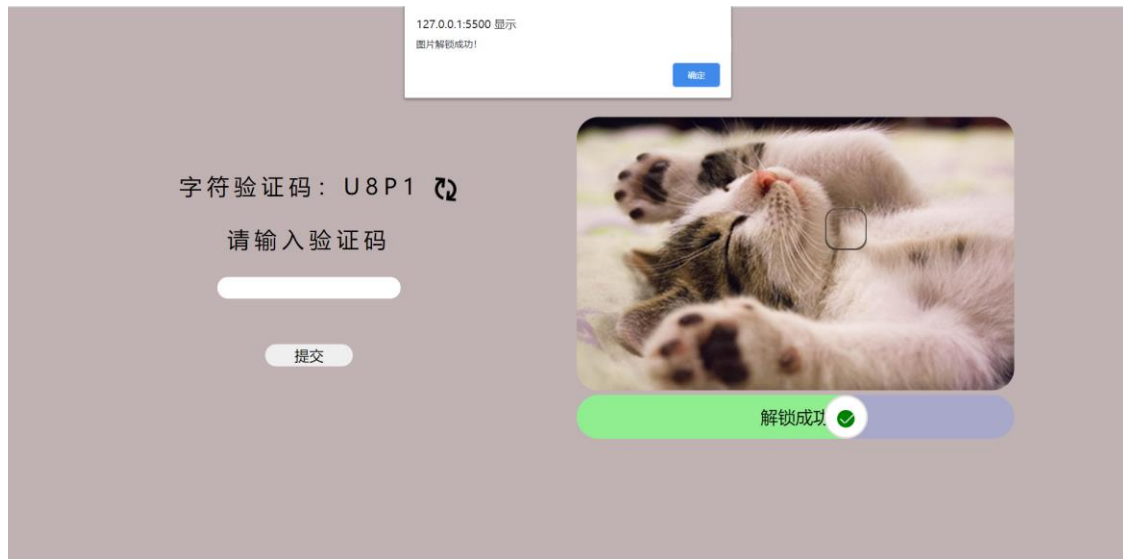 127.0.0.1:5500 显示
图片解锁成功!
确定
字符验证码: U8P1
请输入验证码
提交
解锁成功